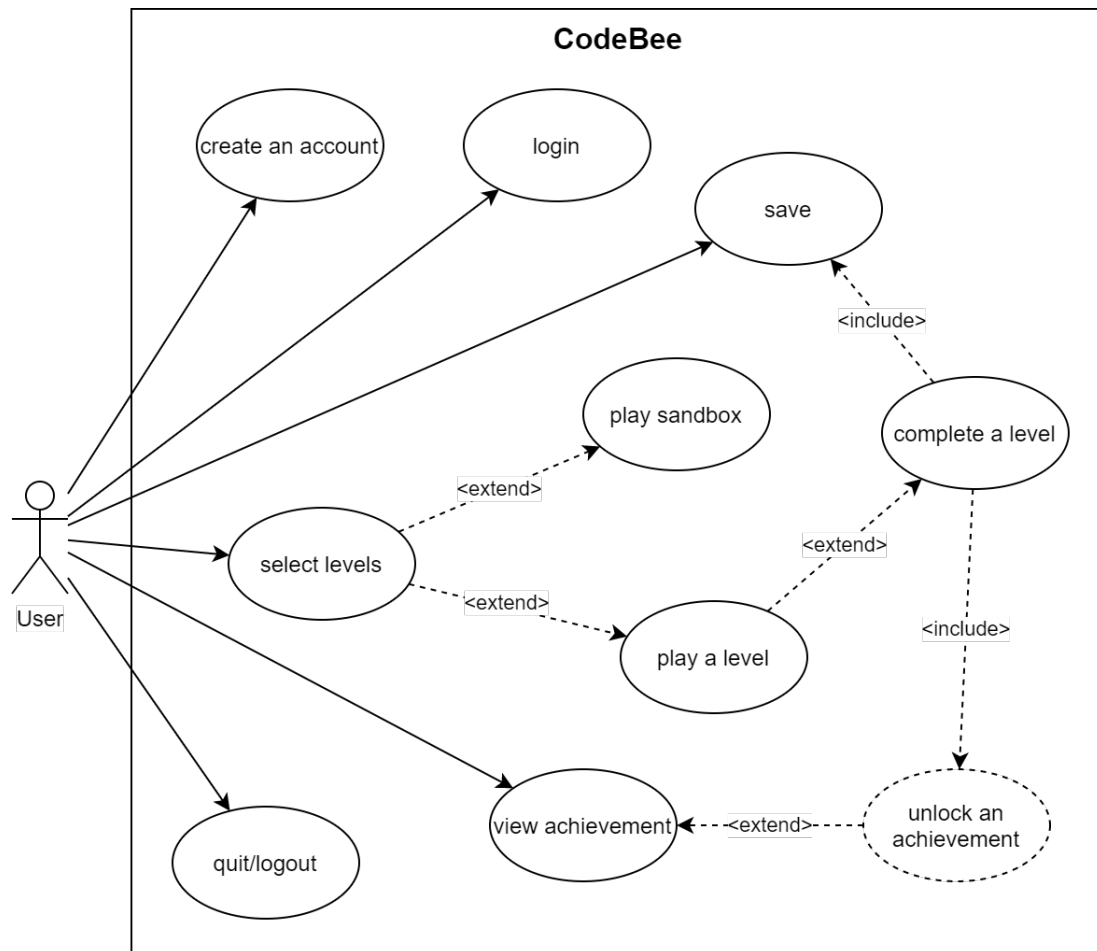 CodeBee
create an account
login
save
<include>
play sandbox
complete a level
<extend>
<extend>
select levels
<extend>
User
<include>
play a level
unlock an
achievement
view achievement
<extend>
quit/logout